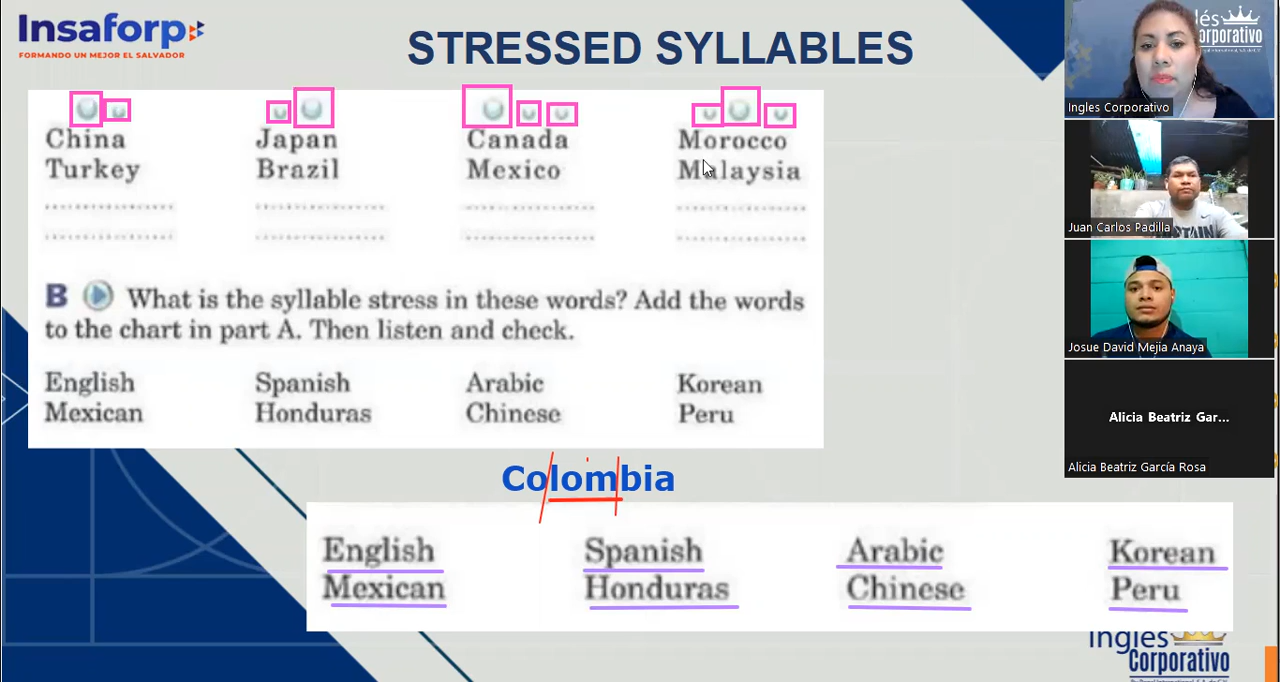 Insaforp
FORMANDO UN MEJOR EL SALVADOR
STRESSED SYLLABLES
China Japan Canada Morocco
Turkey Brazil Mexico Malaysia
B What is the syllable stress in these words? Add the words
to the chart in part A. Then listen and check.
English Spanish Arabic Korean
Mexican Honduras Chinese Peru
Colombia
English Spanish Arabic Korean
Mexican Honduras Chinese Peru
Inglés
Corporativo
Ingles Corporativo
Juan Carlos Padilla
Josue David Mejia Anaya
Alicia Beatriz Gar...
Alicia Beatriz García Rosa